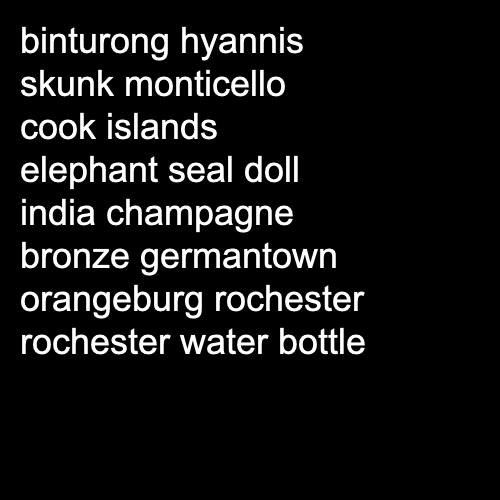 binturong hyannis
skunk monticello
cook islands
elephant seal doll
india champagne
bronze germantown
orangeburg rochester
rochester water bottle